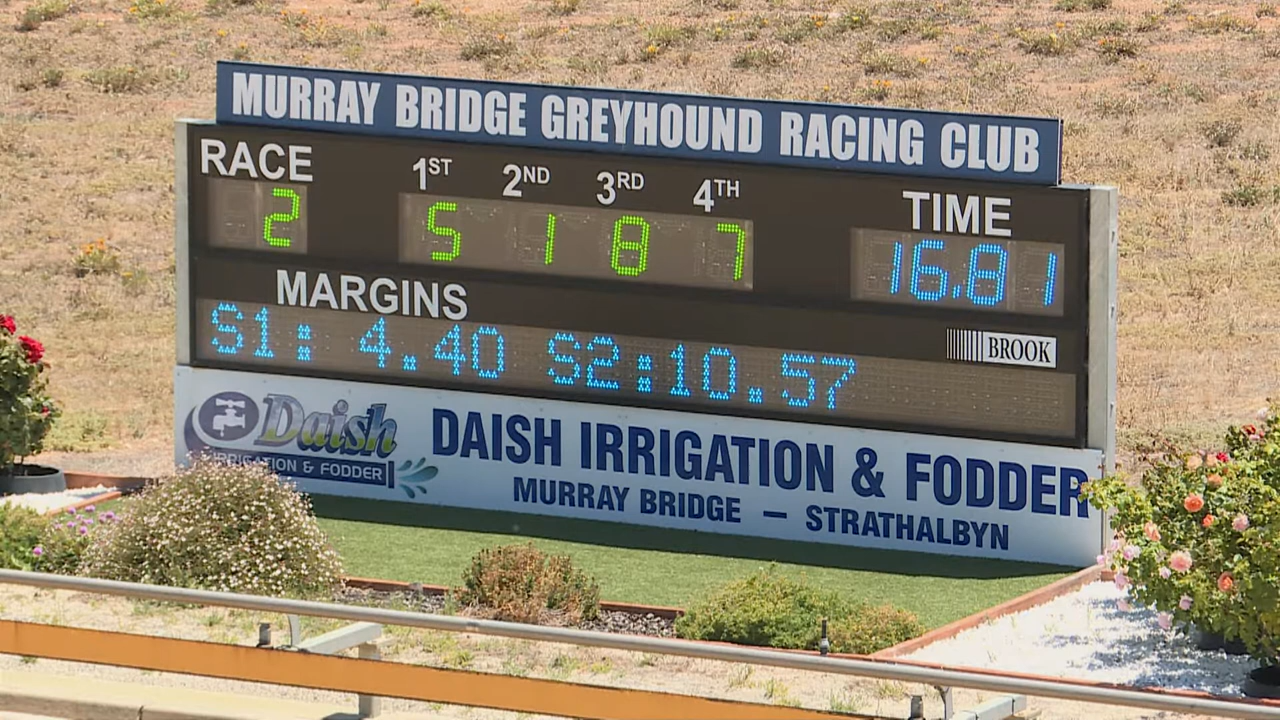 MURRAY BRIDGE GREYHOUND RACING CLUB
RACE 1ST 2ND 3RD 4TH TIME
2 5 1 8 7 16.81
MARGINS
S1: 4.40 S2:10.57
BROOK
Daish
IRRIGATION & FODDER
DAISH IRRIGATION & FODDER
MURRAY BRIDGE – STRATHALBYN